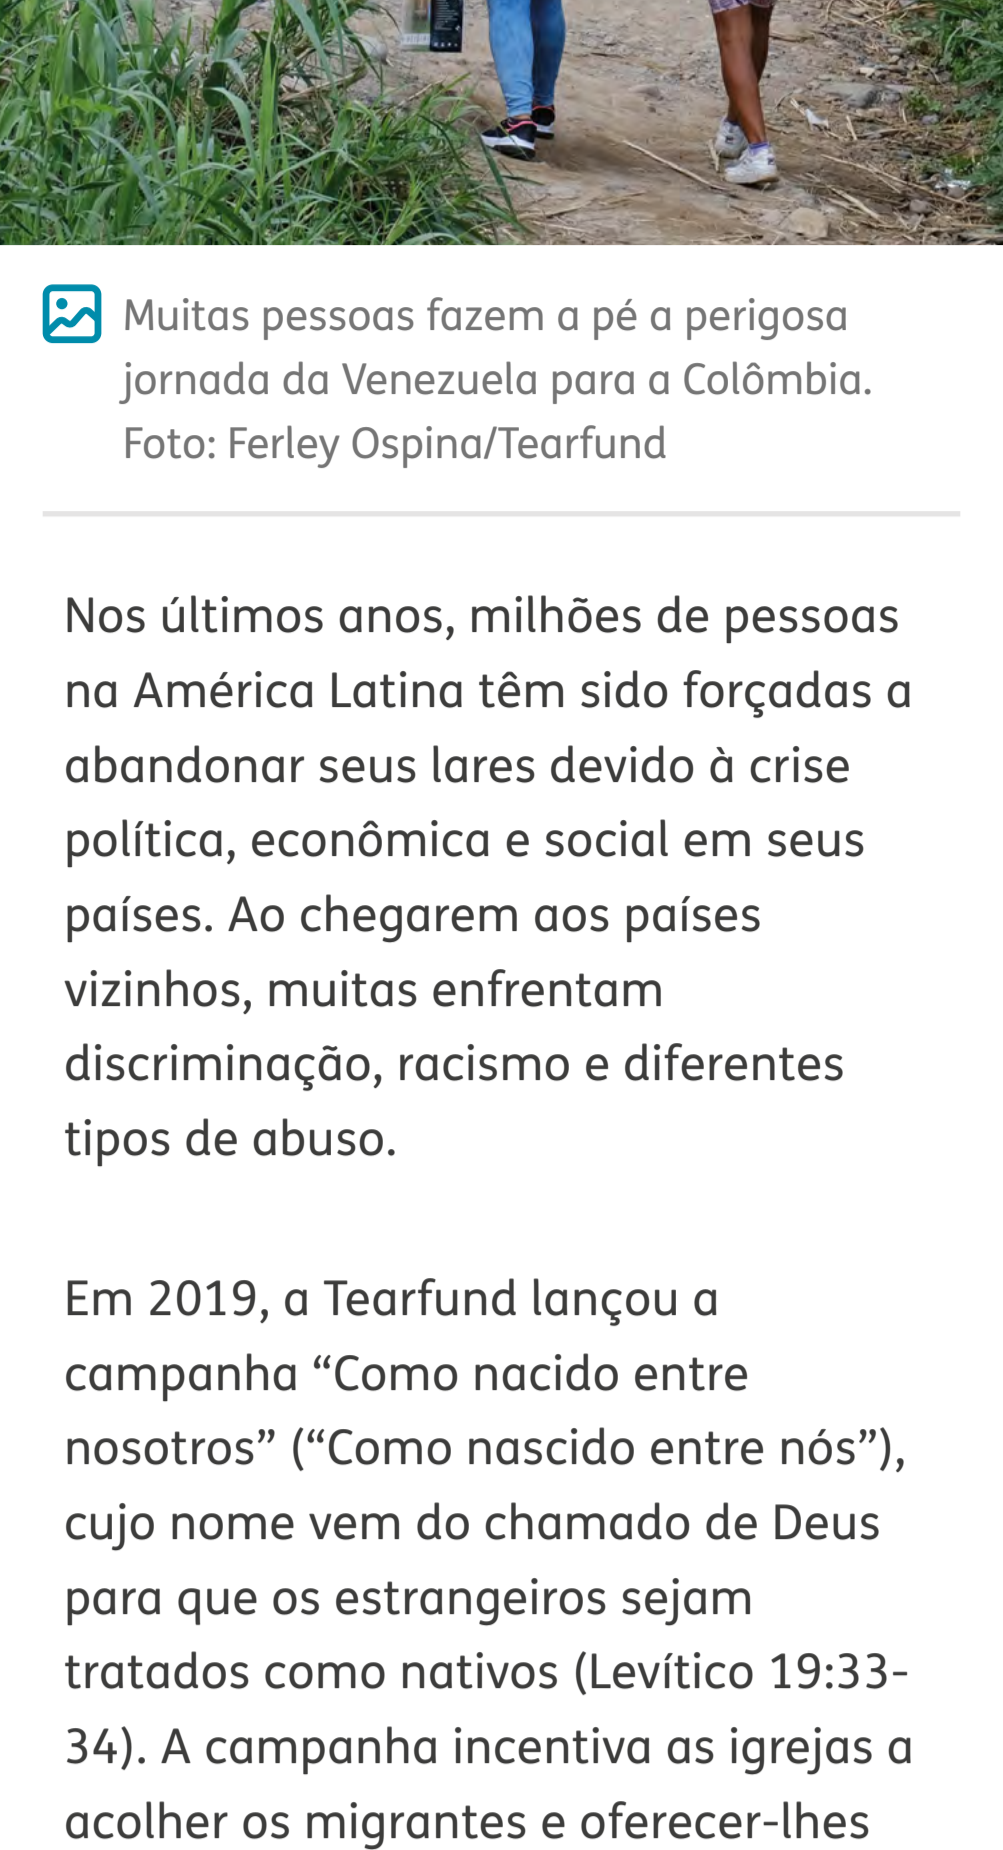 Muitas pessoas fazem a pé a perigosa
jornada da Venezuela para a Colômbia.
Foto: Ferley Ospina/Tearfund
Nos últimos anos, milhões de pessoas
na América Latina têm sido forçadas a
abandonar seus lares devido à crise
política, econômica e social em seus
países. Ao chegarem aos países
vizinhos, muitas enfrentam
discriminação, racismo e diferentes
tipos de abuso.
Em 2019, a Tearfund lançou a
campanha “Como nacido entre
nosotros” (“Como nascido entre nós”),
cujo nome vem do chamado de Deus
para que os estrangeiros sejam
tratados como nativos (Levítico 19:33-
34). A campanha incentiva as igrejas a
acolher os migrantes e oferecer-lhes